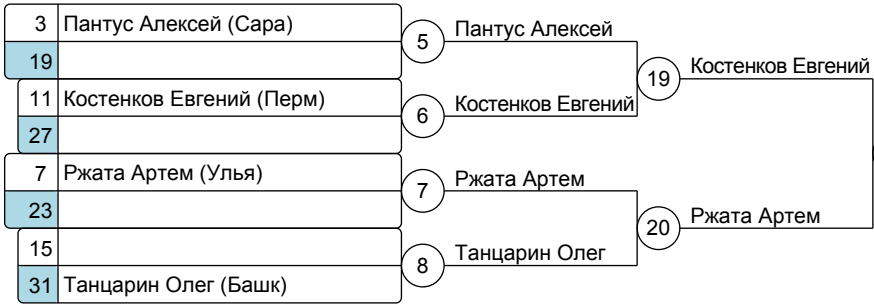 3 Пантус Алексей (Сара)
19
5 Пантус Алексей
11 Костенков Евгений (Перм)
27
6 Костенков Евгений
19 Костенков Евгений
7 Ржата Артем (Улья)
23
7 Ржата Артем
15
31 Танцарин Олег (Башк)
8 Танцарин Олег
20 Ржата Артем